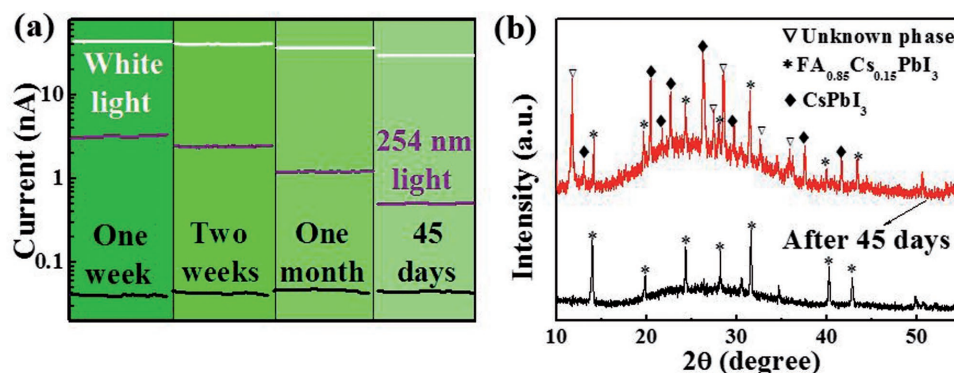 (a)
Current (nA)
10
1
0.1
White
light
254 nm
light
One
week
Two
weeks
One
month
45
days
(b)
Intensity (a.u.)
▽Unknown phase
*FA0.85Cs0.15PbI3
◆CsPbI3
After 45 days
10 20 30 40 50
2θ (degree)